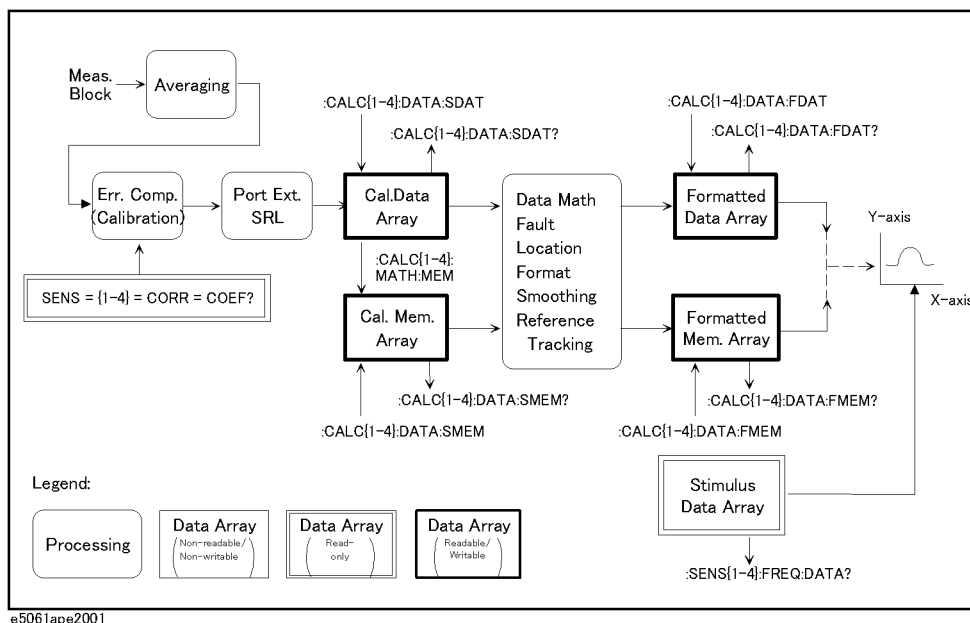 Meas.
Block
Averaging
:CALC{1-4}:DATA:SDAT
:CALC{1-4}:DATA:SDAT?
:CALC{1-4}:DATA:FDAT
:CALC{1-4}:DATA:FDAT?
Err. Comp.
(Calibration)
Port Ext.
SRL
Cal.Data
Array
Data Math
Fault
Location
Format
Smoothing
Reference
Tracking
Formatted
Data Array
Y-axis
X-axis
:CALC{1-4}:
MATH:MEM
SENS = {1-4} = CORR = COEF?
Cal. Mem.
Array
Formatted
Mem. Array
:CALC{1-4}:DATA:SMEM?
:CALC{1-4}:DATA:SMEM
:CALC{1-4}:DATA:FMEM?
:CALC{1-4}:DATA:FMEM
Stimulus
Data Array
:SENS{1-4}:FREQ:DATA?
Legend:
Processing
Data Array
(Non-readable/
Non-writable)
Data Array
(Read-
only)
Data Array
(Readable/
Writable)
e5061ape2001